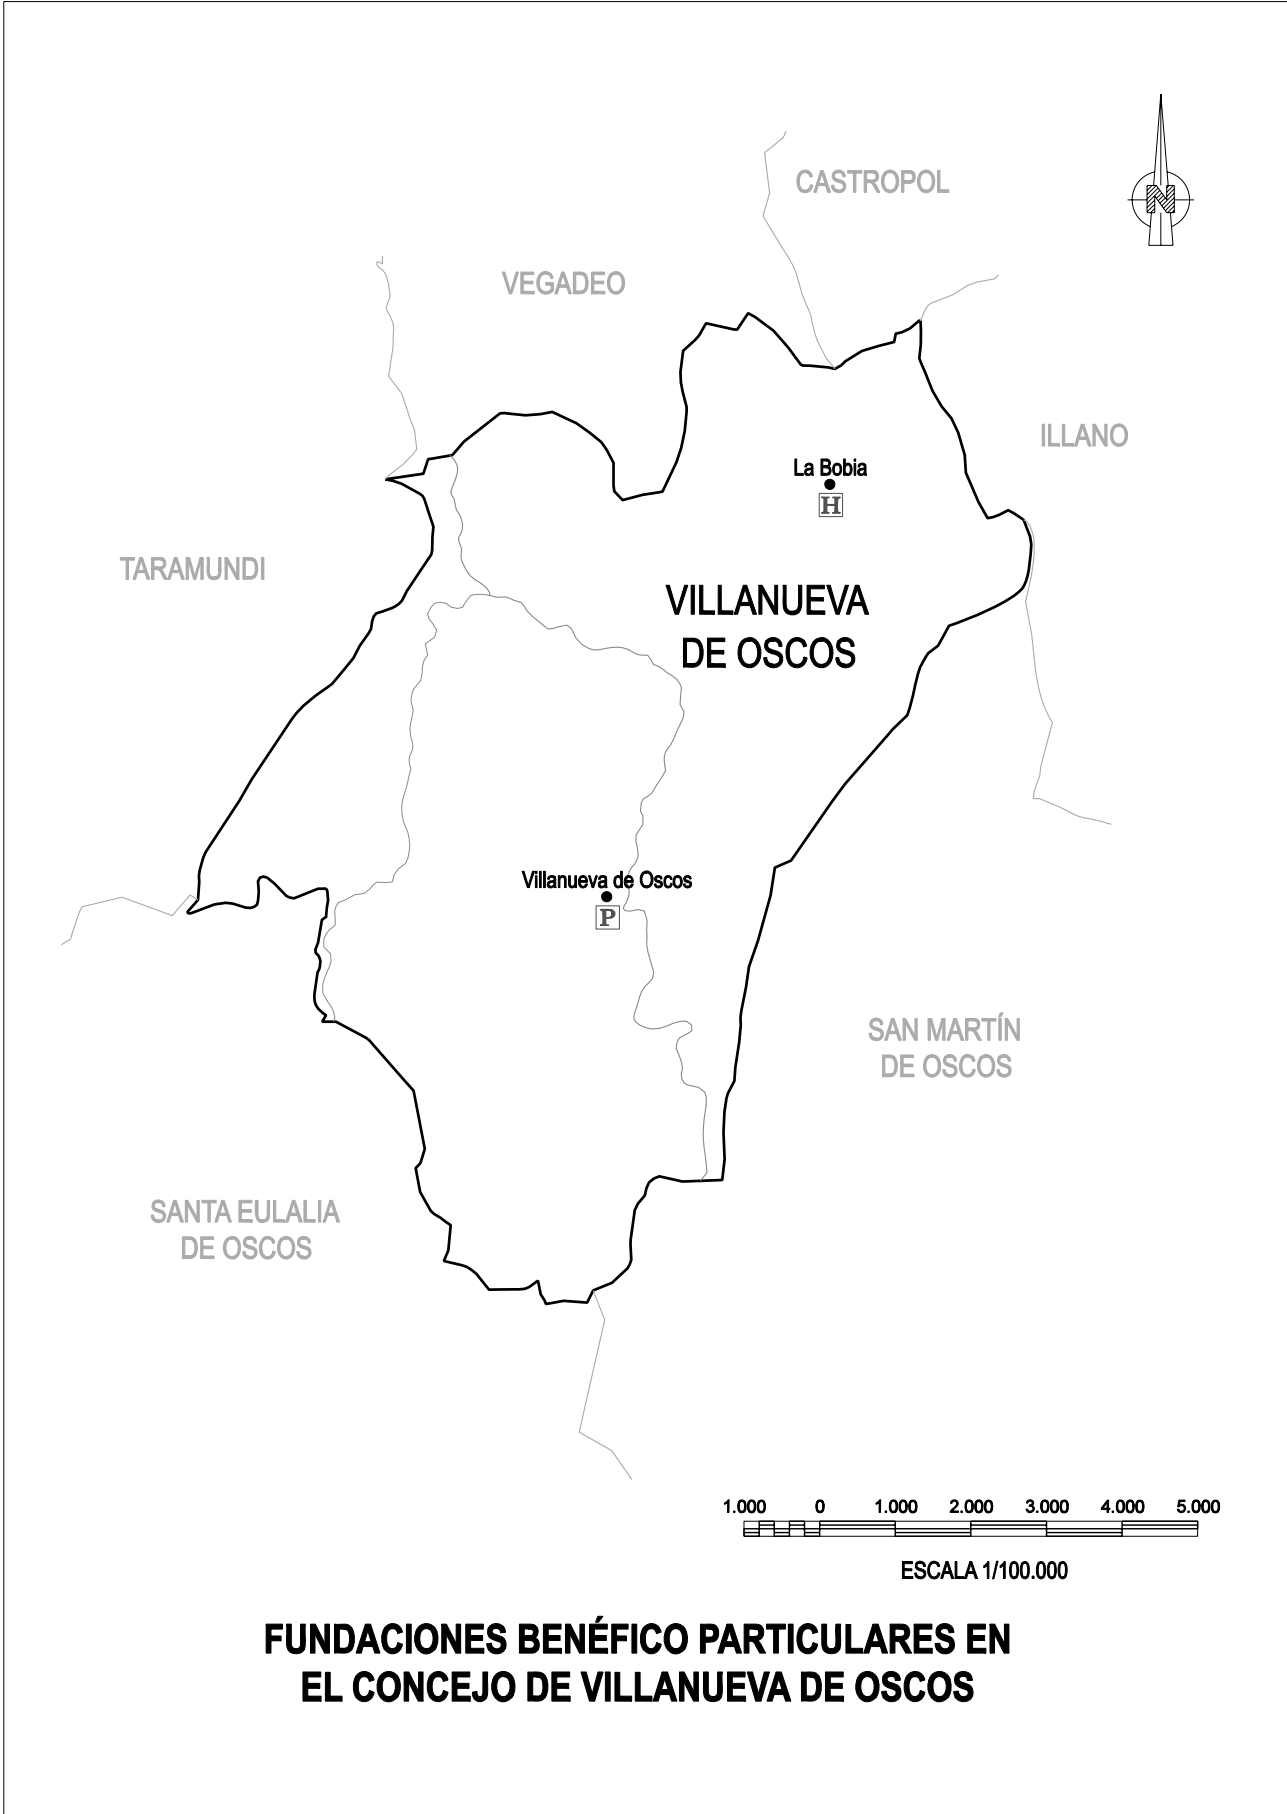 CASTROPOL
N
VEGADEO
ILLANO
La Bobia
H
TARAMUNDI
VILLANUEVA
DE OSCOS
Villanueva de Oscos
P
SAN MARTÍN
DE OSCOS
SANTA EULALIA
DE OSCOS
1.000 0 1.000 2.000 3.000 4.000 5.000
ESCALA 1/100.000
FUNDACIONES BENÉFICO PARTICULARES EN
EL CONCEJO DE VILLANUEVA DE OSCOS